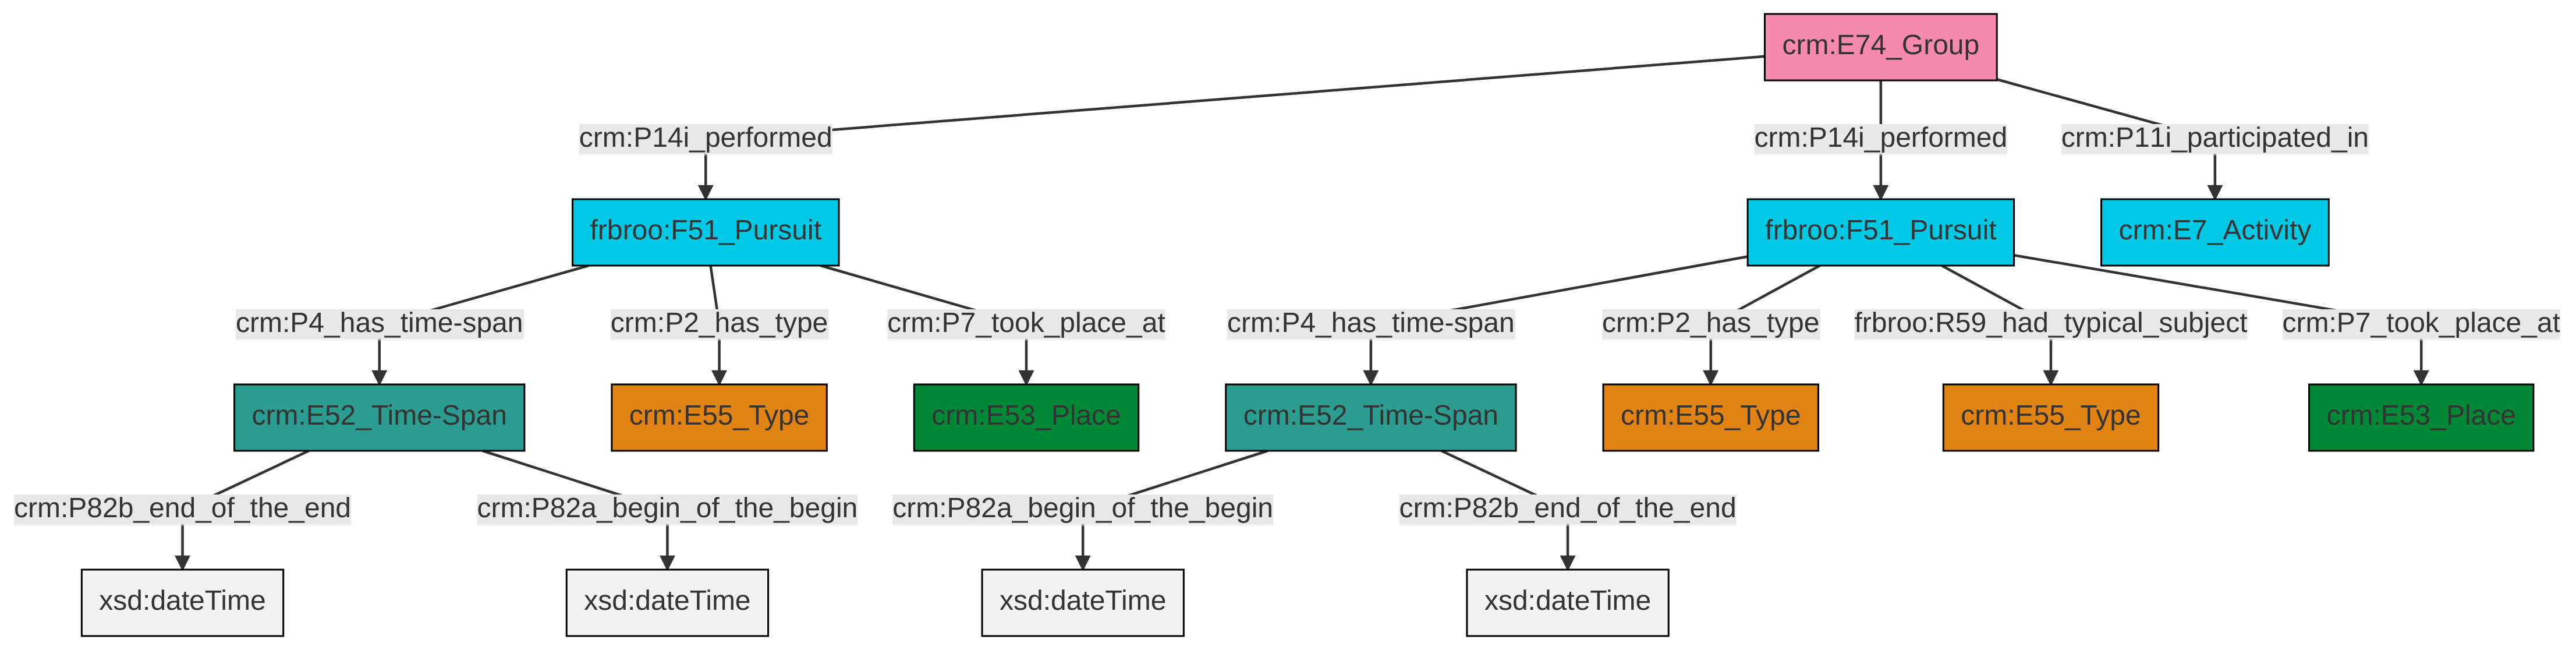 crm:E74_Group
crm:P14i_performed
crm:P14i_performed
crm:P11i_participated_in
frbroo:F51_Pursuit
frbroo:F51_Pursuit
crm:E7_Activity
crm:P4_has_time-span
crm:P2_has_type
crm:P7_took_place_at
crm:P4_has_time-span
crm:P2_has_type
frbroo:R59_had_typical_subject
crm:P7_took_place_at
crm:E52_Time-Span
crm:E55_Type
crm:E53_Place
crm:E52_Time-Span
crm:E55_Type
crm:E55_Type
crm:E53_Place
crm:P82b_end_of_the_end
crm:P82a_begin_of_the_begin
crm:P82a_begin_of_the_begin
crm:P82b_end_of_the_end
xsd:dateTime
xsd:dateTime
xsd:dateTime
xsd:dateTime